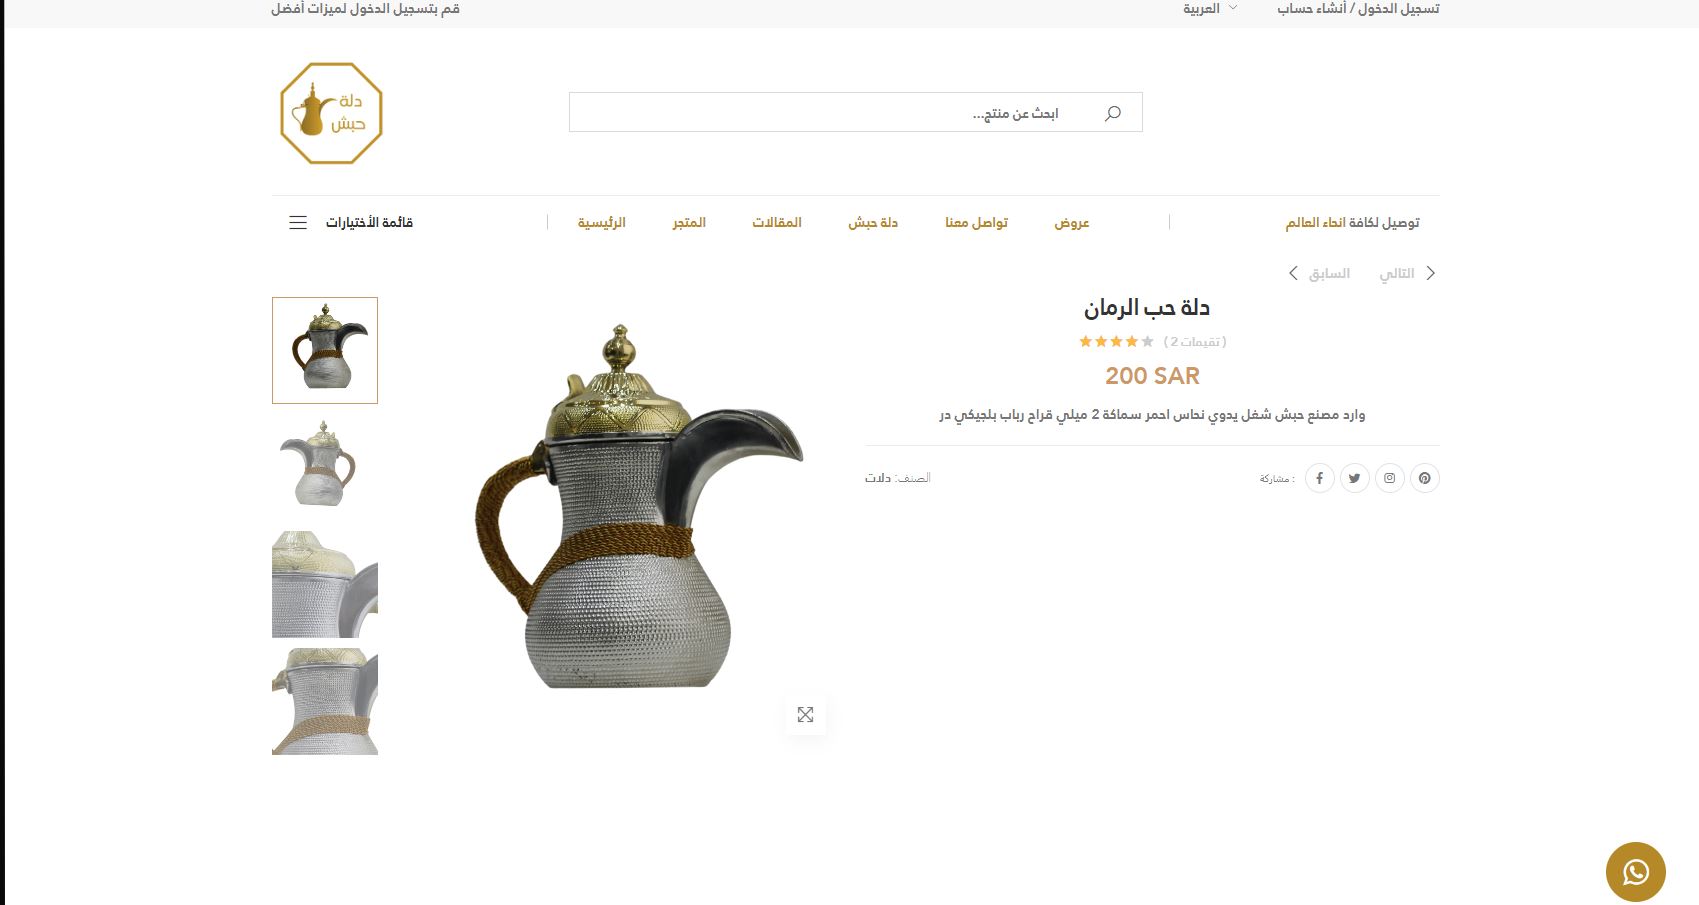 تسجيل الدخول / أنشاء حساب
العربية
قم بتسجيل الدخول لميزات أفضل
دلة
حبش
ابحث عن منتج...
توصيل لكافة انحاء العالم
عروض
تواصل معنا
دلة حبش
المقالات
المتجر
الرئيسية
قائمة الأختيارات
التالي
السابق
دلة حب الرمان
( 2 تقيمات )
200 SAR
وارد مصنع حبش شغل يدوي نحاس احمر سماكة 2 ميلي قراح رباب بلجيكي در
مشاركة :
الصنف: دلات